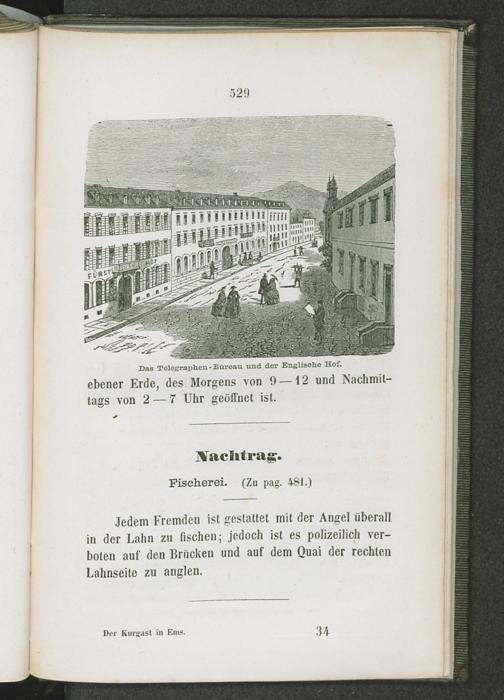 529
FÜRST
Das Telegraphen-Büreau und der Englische Hof.
ebener Erde, des Morgens von 9—12 und Nachmit-
tags von 2—7 Uhr geöffnet ist.
Nachtrag.
Fischerei. (Zu pag. 481.)
Jedem Fremden ist gestattet mit der Angel überall
in der Lahn zu fischen; jedoch ist es polizeilich ver-
boten auf den Brücken und auf dem Quai der rechten
Lahnseite zu anglen.
Der Kurgast in Ems.
34